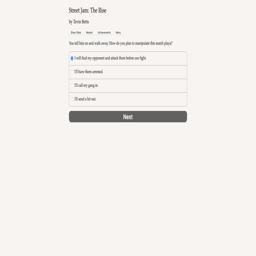 Street Jam: The Rise
by Tevin Betts
Show Stats
Restart
Achievements
Menu
You tell him no and walk away. How do you plan to manipulate this match playa?
I will find my opponent and attack them before our fight.
I'll have them arrested.
I'll call my gang in.
I'll send a hit out.
Next